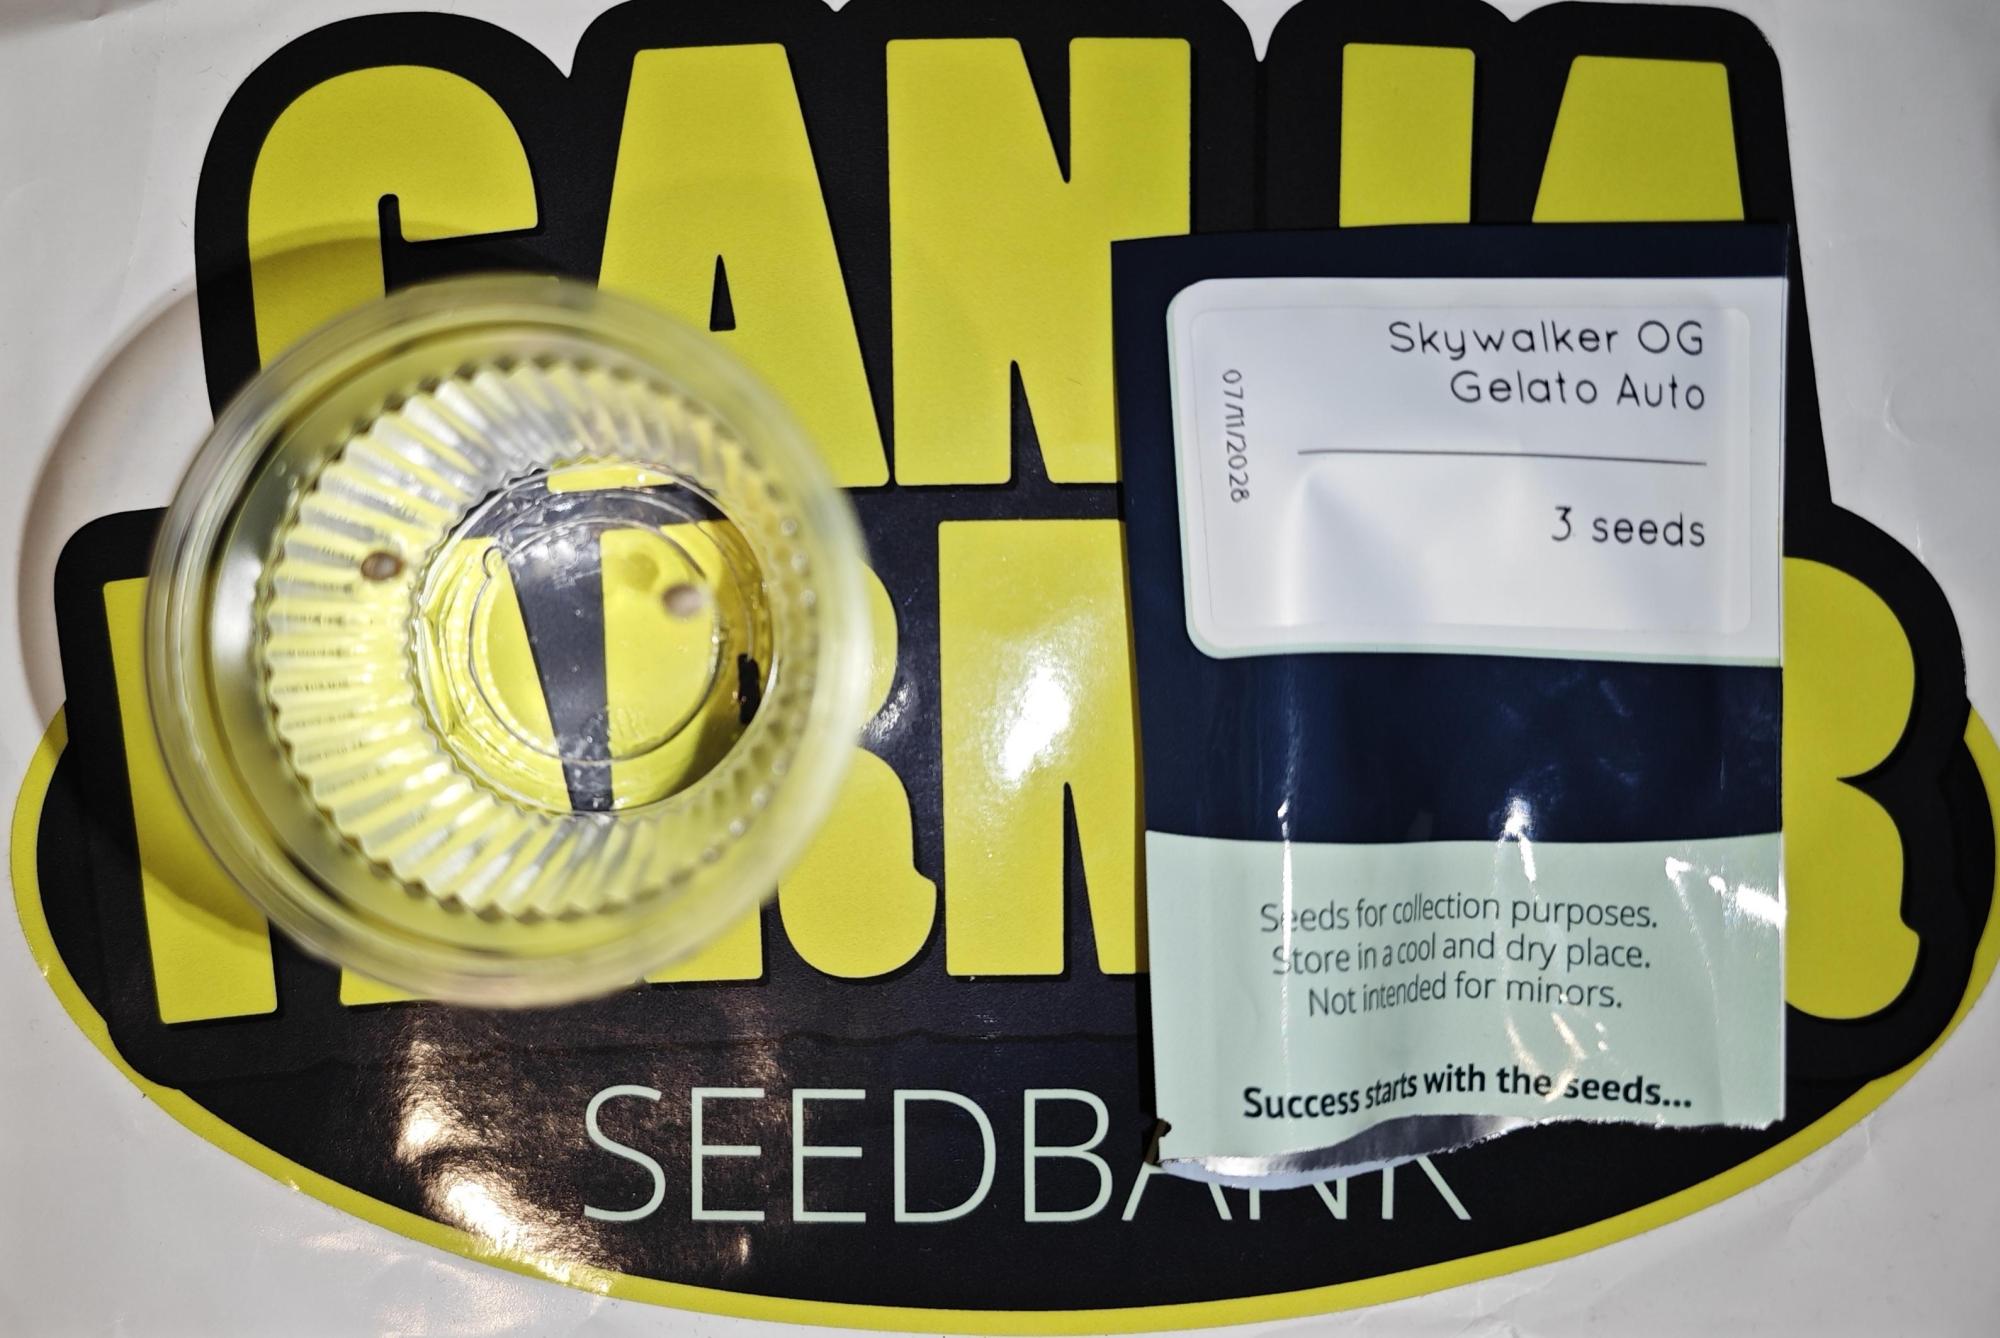 GANJA
SEEDBANK
Skywalker OG
Gelato Auto
07/11/2028
3 seeds
Seeds for collection purposes.
Store in a cool and dry place.
Not intended for minors.
Success starts with the seeds...